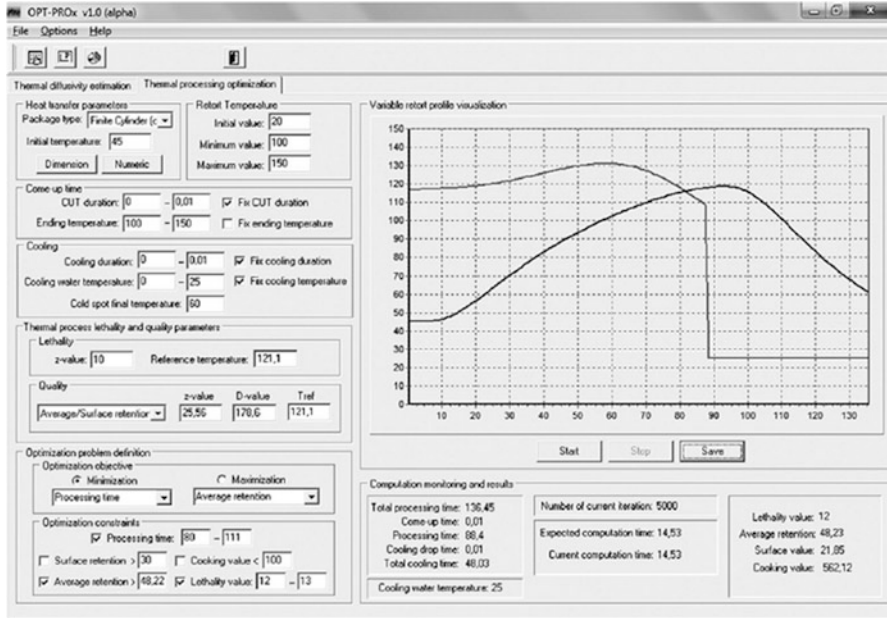 OPT-PROx v1.0 (alpha)
File Options Help
Thermal diffusivity estimation Thermal processing optimization
Heat transfer parameters
Package type: Finite Cylinder (c
Initial temperature: 45
Dimension Numeric
Retort Temperature
Initial value: 20
Minimum value: 100
Maximum value: 150
Come-up time
CUT duration: 0 - 0,01 Fix CUT duration
Ending temperature: 100 - 150 Fix ending temperature
Cooling
Cooling duration: 0 - 0,01 Fix cooling duration
Cooling water temperature: 0 - 25 Fix cooling temperature
Cold spot final temperature: 60
Thermal process lethality and quality parameters
Lethality
z-value: 10 Reference temperature: 121,1
Quality
z-value D-value Tref
Average/Surface retention 25,56 178,6 121,1
Optimization problem definition
Optimization objective
Minimization Maximization
Processing time Average retention
Optimization constraints
Processing time: 80 - 111
Surface retention > 30 Cooking value < 100
Average retention > 48,22 Lethality value: 12 - 13
Variable retort profile visualization
150
140
130
120
110
100
90
80
70
60
50
40
30
20
10
0
10 20 30 40 50 60 70 80 90 100 110 120 130
Start Stop Save
Computation monitoring and results
Total processing time: 136,45
Come-up time: 0,01
Processing time: 88,4
Cooling drop time: 0,01
Total cooling time: 48,03
Cooling water temperature: 25
Number of current iteration: 5000
Expected computation time: 14,53
Current computation time: 14,53
Lethality value: 12
Average retention: 48,23
Surface value: 21,85
Cooking value: 562,12